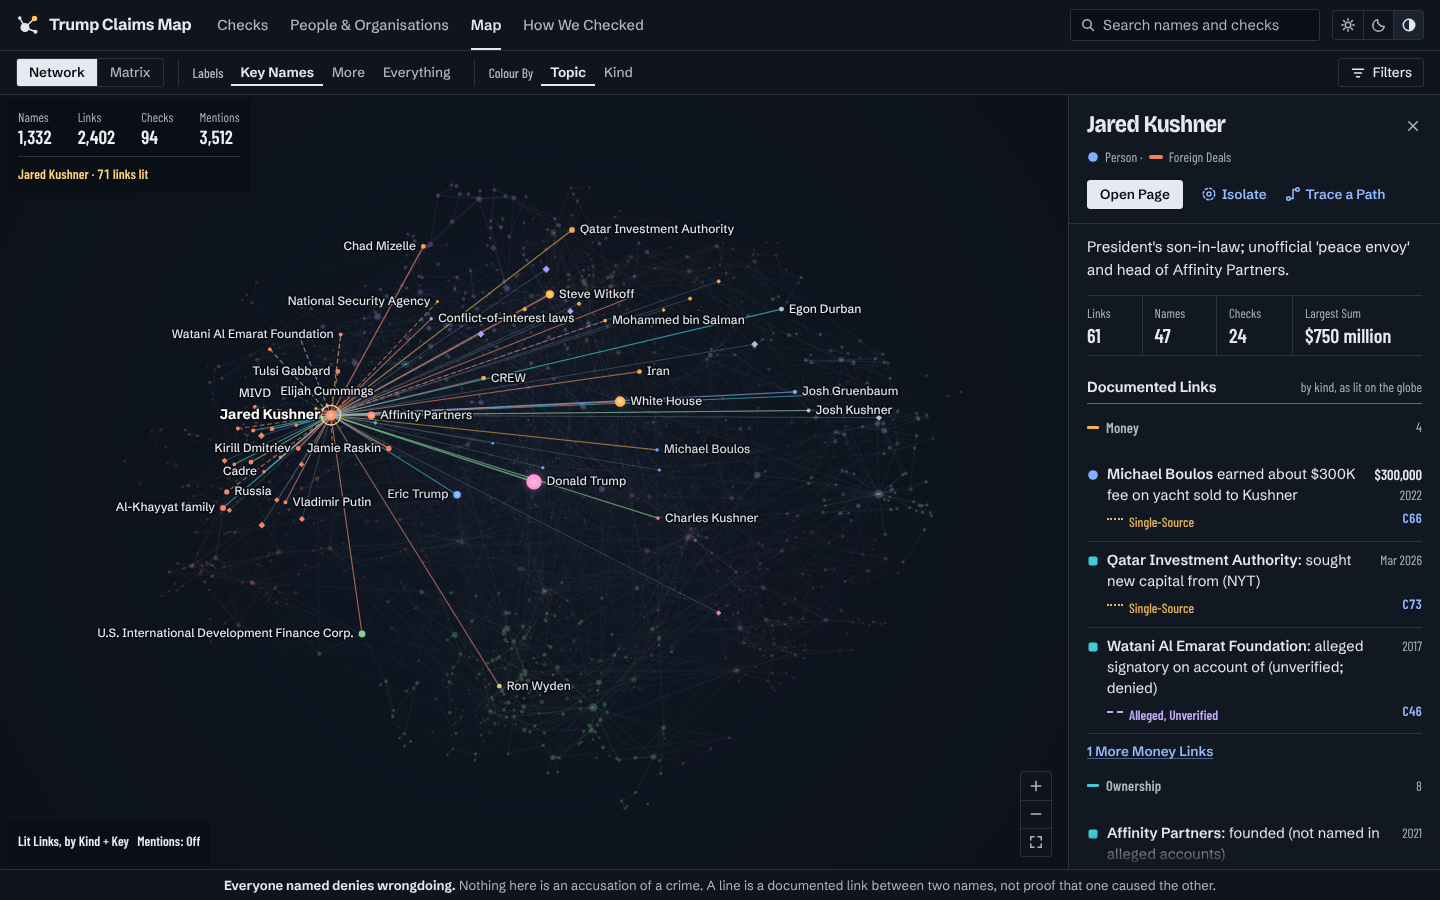 Trump Claims Map
Checks
People & Organisations
Map
How We Checked
Search names and checks
Network
Matrix
Labels
Key Names
More
Everything
Colour By
Topic
Kind
Filters
Names
Links
Checks
Mentions
1,332
2,402
94
3,512
Jared Kushner · 71 links lit
Qatar Investment Authority
Chad Mizelle
Steve Witkoff
National Security Agency
Egon Durban
Conflict-of-interest laws
Mohammed bin Salman
Watani Al Emarat Foundation
Tulsi Gabbard
Iran
CREW
MIVD
Elijah Cummings
Josh Gruenbaum
White House
Josh Kushner
Jared Kushner
Affinity Partners
Kirill Dmitriev
Jamie Raskin
Michael Boulos
Cadre
Donald Trump
Russia
Eric Trump
Vladimir Putin
Al-Khayyat family
Charles Kushner
U.S. International Development Finance Corp.
Ron Wyden
Lit Links, by Kind + Key
Mentions: Off
Jared Kushner
Person ·
Foreign Deals
Open Page
Isolate
Trace a Path
President's son-in-law; unofficial 'peace envoy'
and head of Affinity Partners.
Links
Names
Checks
Largest Sum
61
47
24
$750 million
Documented Links
by kind, as lit on the globe
Money
4
Michael Boulos earned about $300K
$300,000
fee on yacht sold to Kushner
2022
Single-Source
C66
Qatar Investment Authority: sought
Mar 2026
new capital from (NYT)
Single-Source
C73
Watani Al Emarat Foundation: alleged
2017
signatory on account of (unverified;
denied)
Alleged, Unverified
C46
1 More Money Links
Ownership
8
Affinity Partners: founded (not named in
2021
alleged accounts)
Everyone named denies wrongdoing. Nothing here is an accusation of a crime. A line is a documented link between two names, not proof that one caused the other.